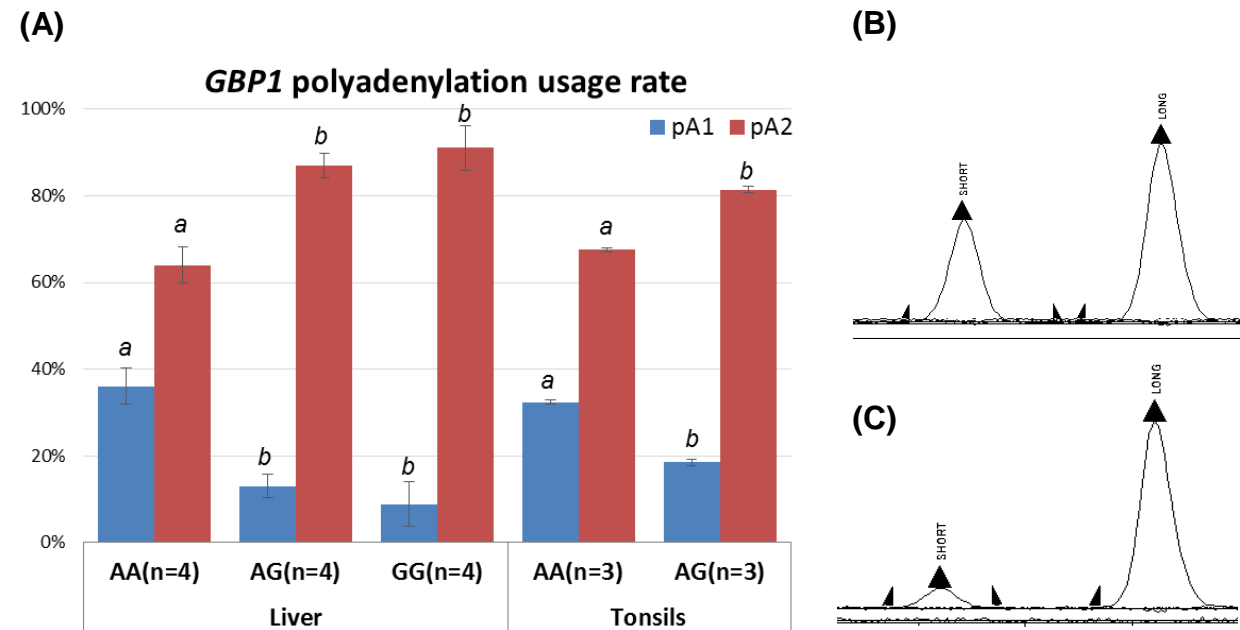 (A)
GBP1 polyadenylation usage rate
pA1 pA2
100%
80%
60%
40%
20%
0%
a a b b b b a a b b
AA(n=4) AG(n=4) GG(n=4) AA(n=3) AG(n=3)
Liver Tonsils
(B)
SHORT
LONG
(C)
SHORT
LONG